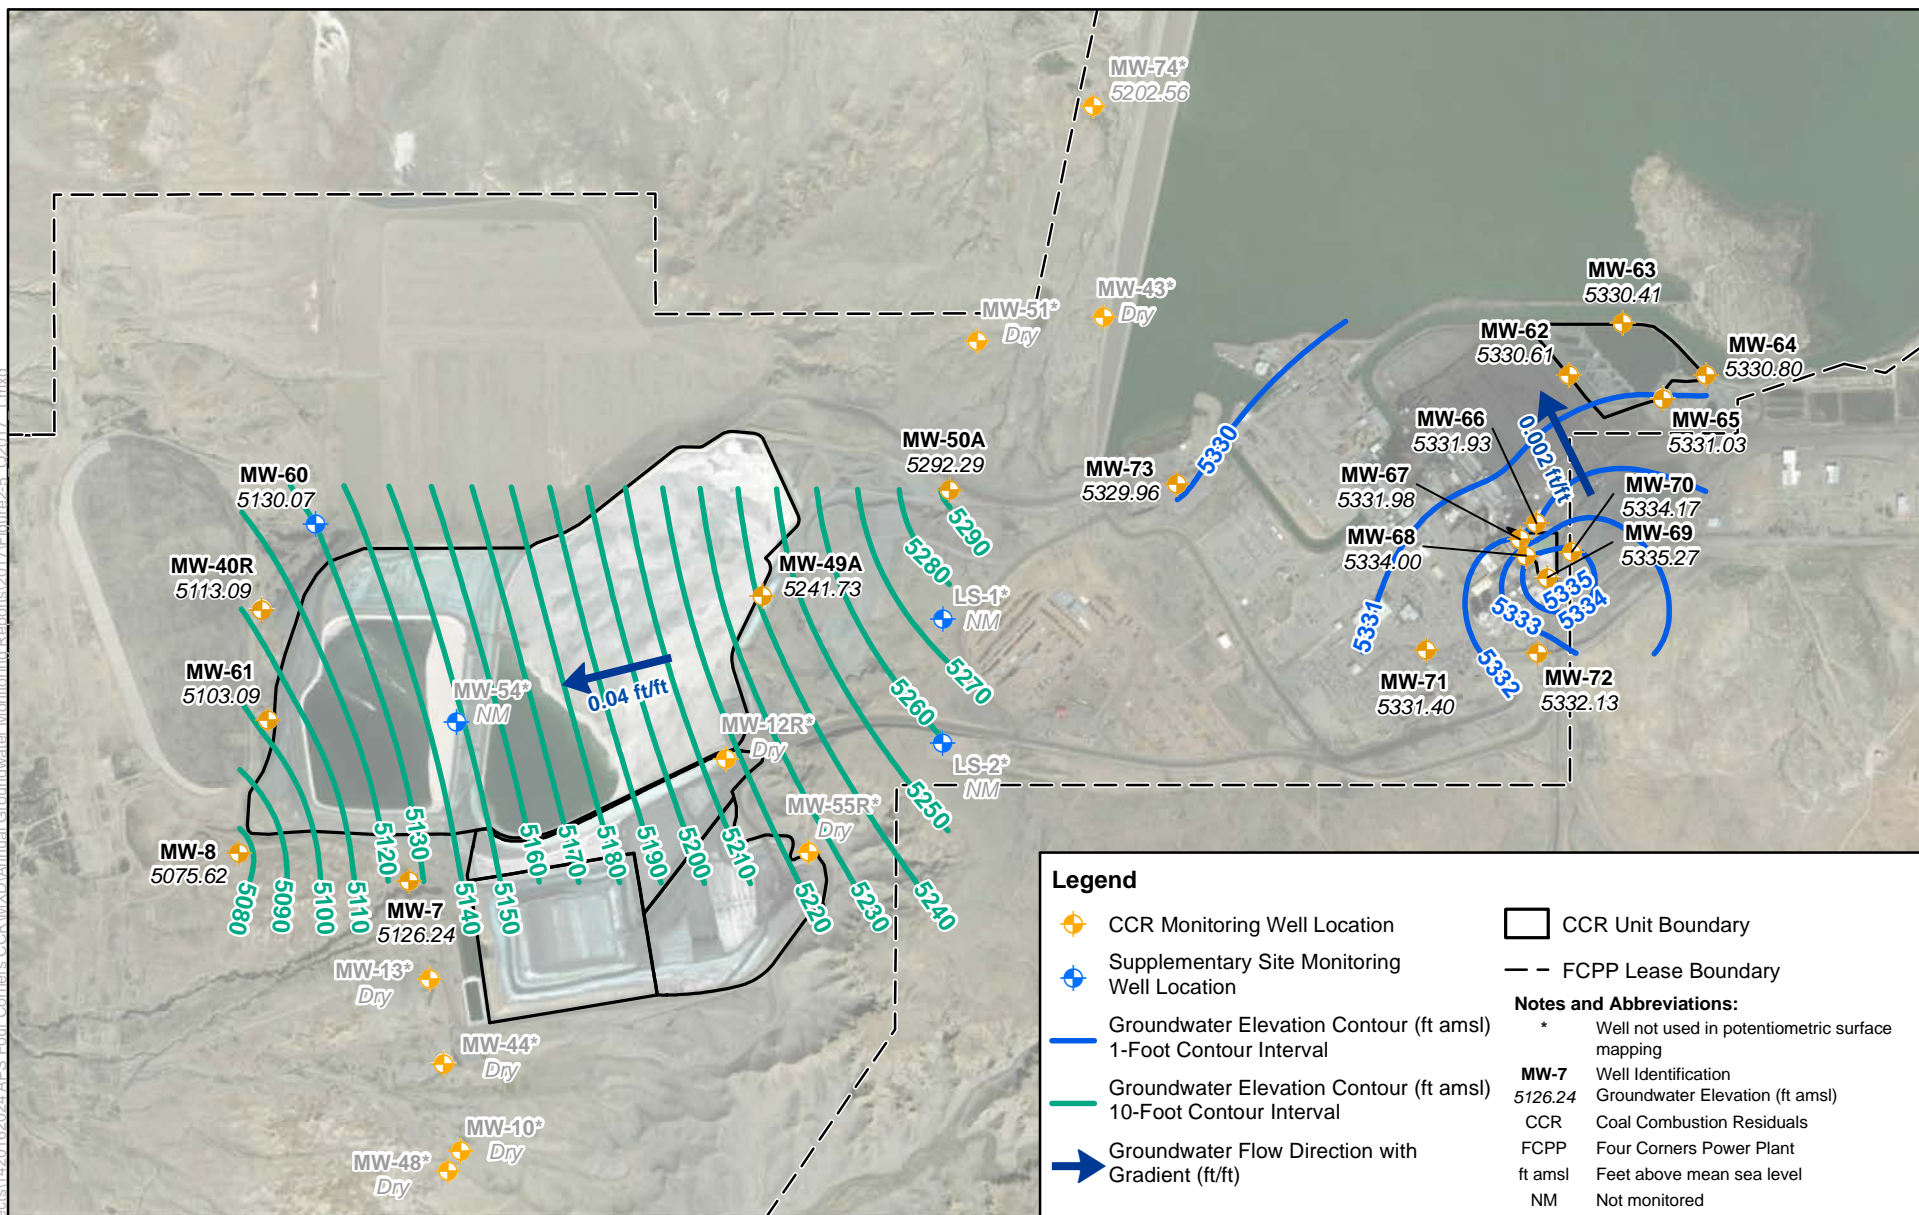 MW-74*
5202.56
MW-43*
Dry
MW-51*
Dry
MW-63
5330.41
MW-62
5330.61
MW-64
5330.80
MW-65
5331.03
MW-66
5331.93
MW-67
5331.98
MW-68
5334.00
MW-70
5334.17
MW-69
5335.27
MW-71
5331.40
MW-72
5332.13
MW-73
5329.96
MW-50A
5292.29
MW-49A
5241.73
MW-60
5130.07
MW-40R
5113.09
MW-61
5103.09
MW-54*
NM
MW-12R*
Dry
MW-55R*
Dry
LS-1*
NM
LS-2*
NM
MW-8
5075.62
MW-7
5126.24
MW-13*
Dry
MW-44*
Dry
MW-10*
Dry
MW-48*
Dry
5330
5331
5332
5333
5334
5335
0.002 ft/ft
0.04 ft/ft
5290
5280
5270
5260
5250
5240
5230
5220
5210
5200
5190
5180
5170
5160
5150
5140
5130
5120
5110
5100
5090
5080
Legend
CCR Monitoring Well Location
Supplementary Site Monitoring
Well Location
Groundwater Elevation Contour (ft amsl)
1-Foot Contour Interval
Groundwater Elevation Contour (ft amsl)
10-Foot Contour Interval
Groundwater Flow Direction with
Gradient (ft/ft)
CCR Unit Boundary
FCPP Lease Boundary
Notes and Abbreviations:
* Well not used in potentiometric surface
mapping
MW-7 Well Identification
5126.24 Groundwater Elevation (ft amsl)
CCR Coal Combustion Residuals
FCPP Four Corners Power Plant
ft amsl Feet above mean sea level
NM Not monitored